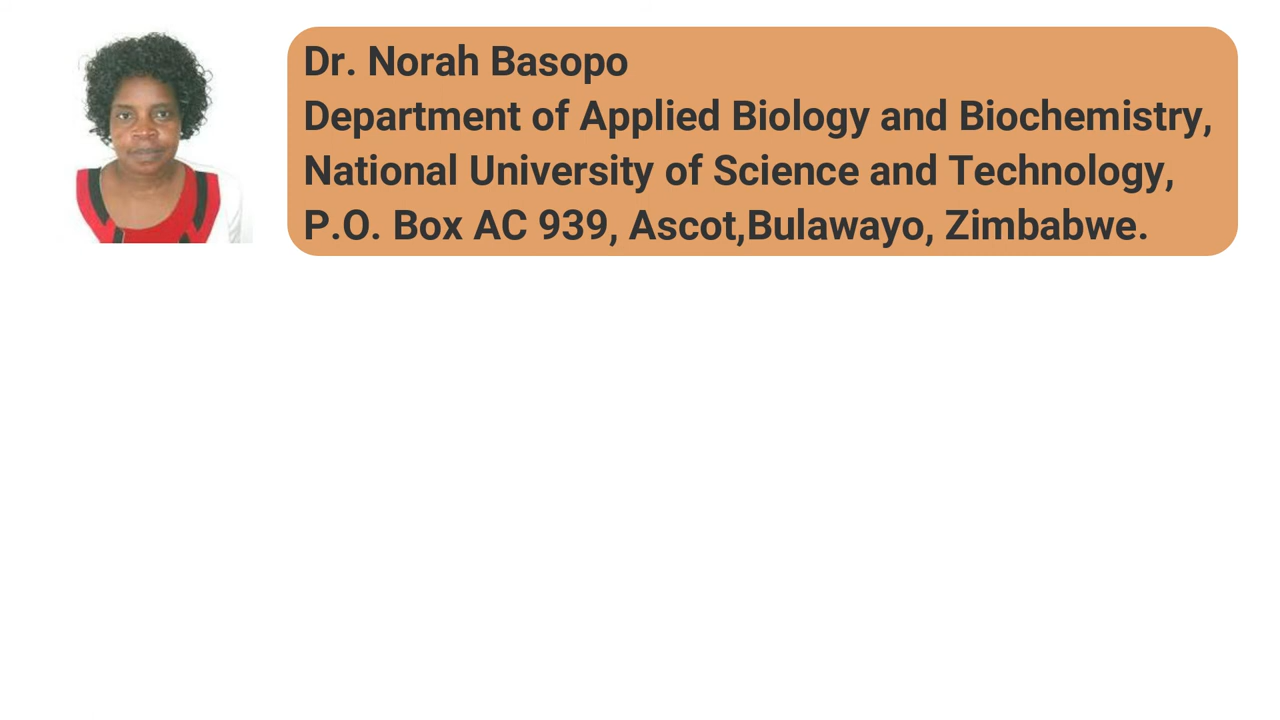 Dr. Norah Basopo
Department of Applied Biology and Biochemistry,
National University of Science and Technology,
P.O. Box AC 939, Ascot,Bulawayo, Zimbabwe.